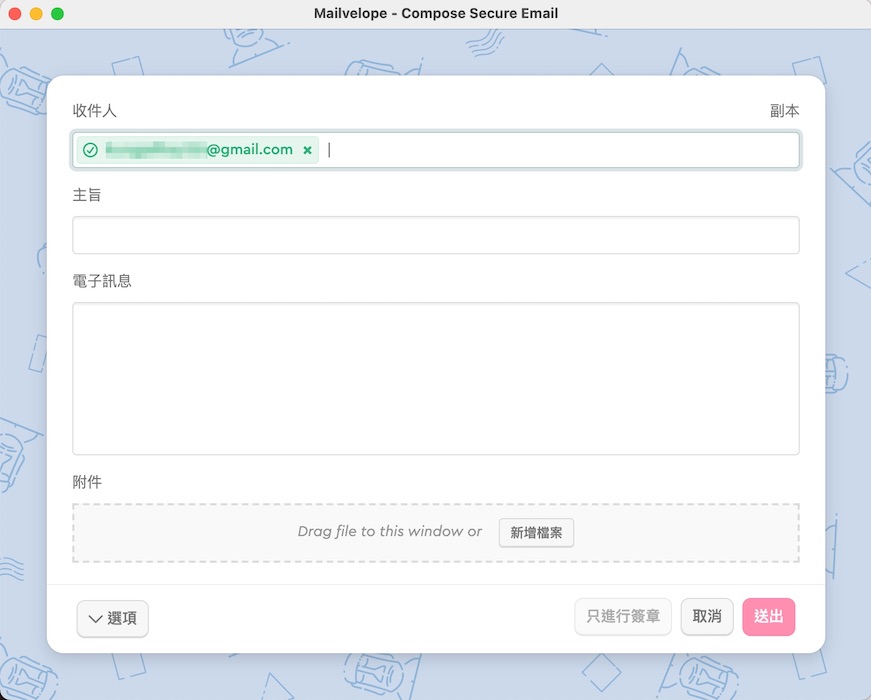 Mailvelope - Compose Secure Email
收件人 副本
@gmail.com ×
主旨
電子訊息
附件
Drag file to this window or 新增檔案
選項 只進行簽章 取消 送出